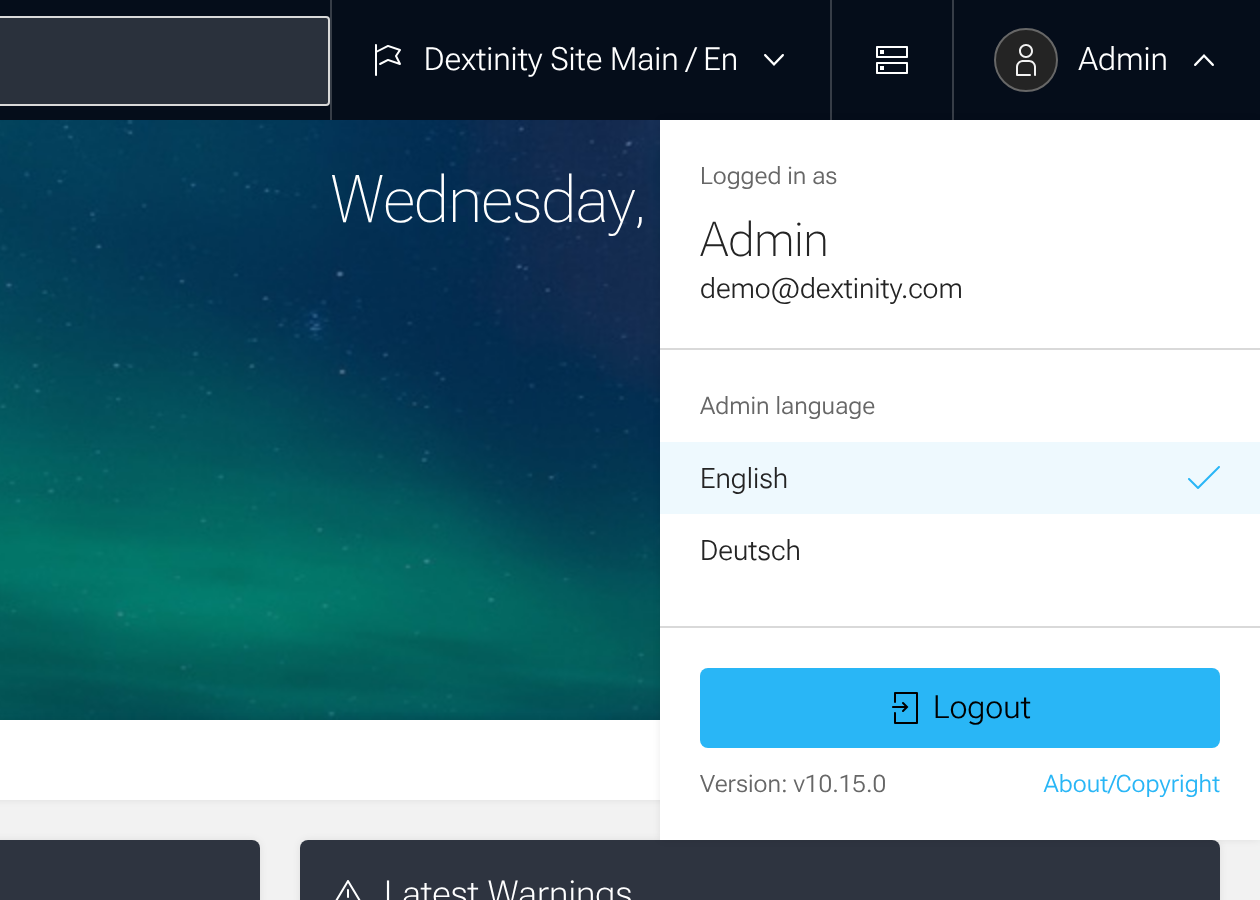 Dextinity Site Main / En
Admin
Wednesday,
Logged in as
Admin
demo@dextinity.com
Admin language
English
Deutsch
Logout
Version: v10.15.0
About/Copyright
Latest Warnings